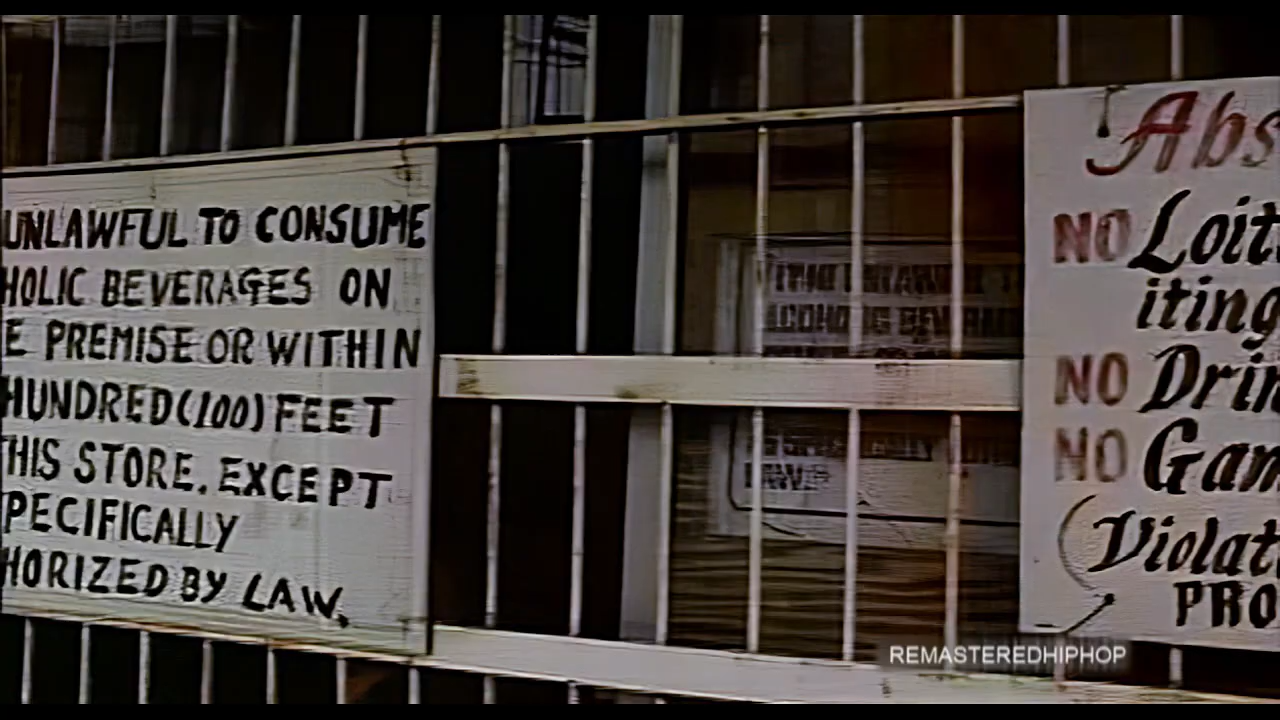 UNLAWFUL TO CONSUME
HOLIC BEVERAGES ON
E PREMISE OR WITHIN
HUNDRED (100) FEET
THIS STORE. EXCEPT
PECIFICALLY
HORIZED BY LAW.
LAW.
Abs
NO Loit
iting
NO Drin
NO Gam
(Violat
PRO
REMASTEREDHIPHOP